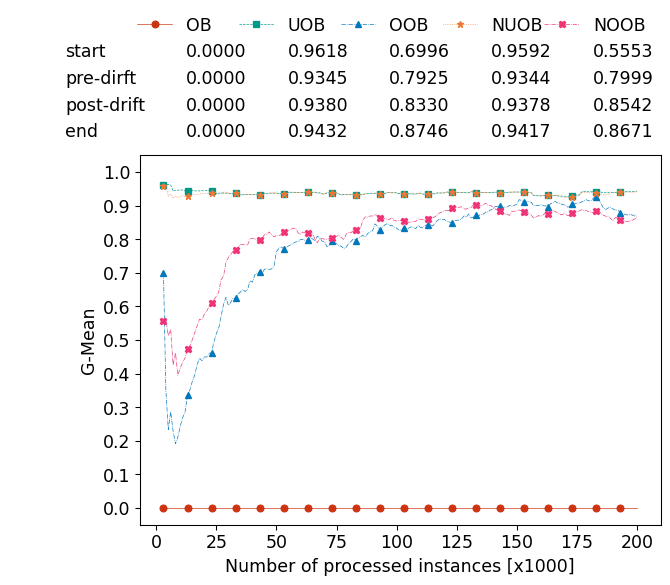 OB UOB OOB NUOB NOOB
start 0.0000 0.9618 0.6996 0.9592 0.5553
pre-dirft 0.0000 0.9345 0.7925 0.9344 0.7999
post-drift 0.0000 0.9380 0.8330 0.9378 0.8542
end 0.0000 0.9432 0.8746 0.9417 0.8671
1.0
0.9
0.8
0.7
0.6
0.5
0.4
0.3
0.2
0.1
0.0
G-Mean
0 25 50 75 100 125 150 175 200
Number of processed instances [x1000]